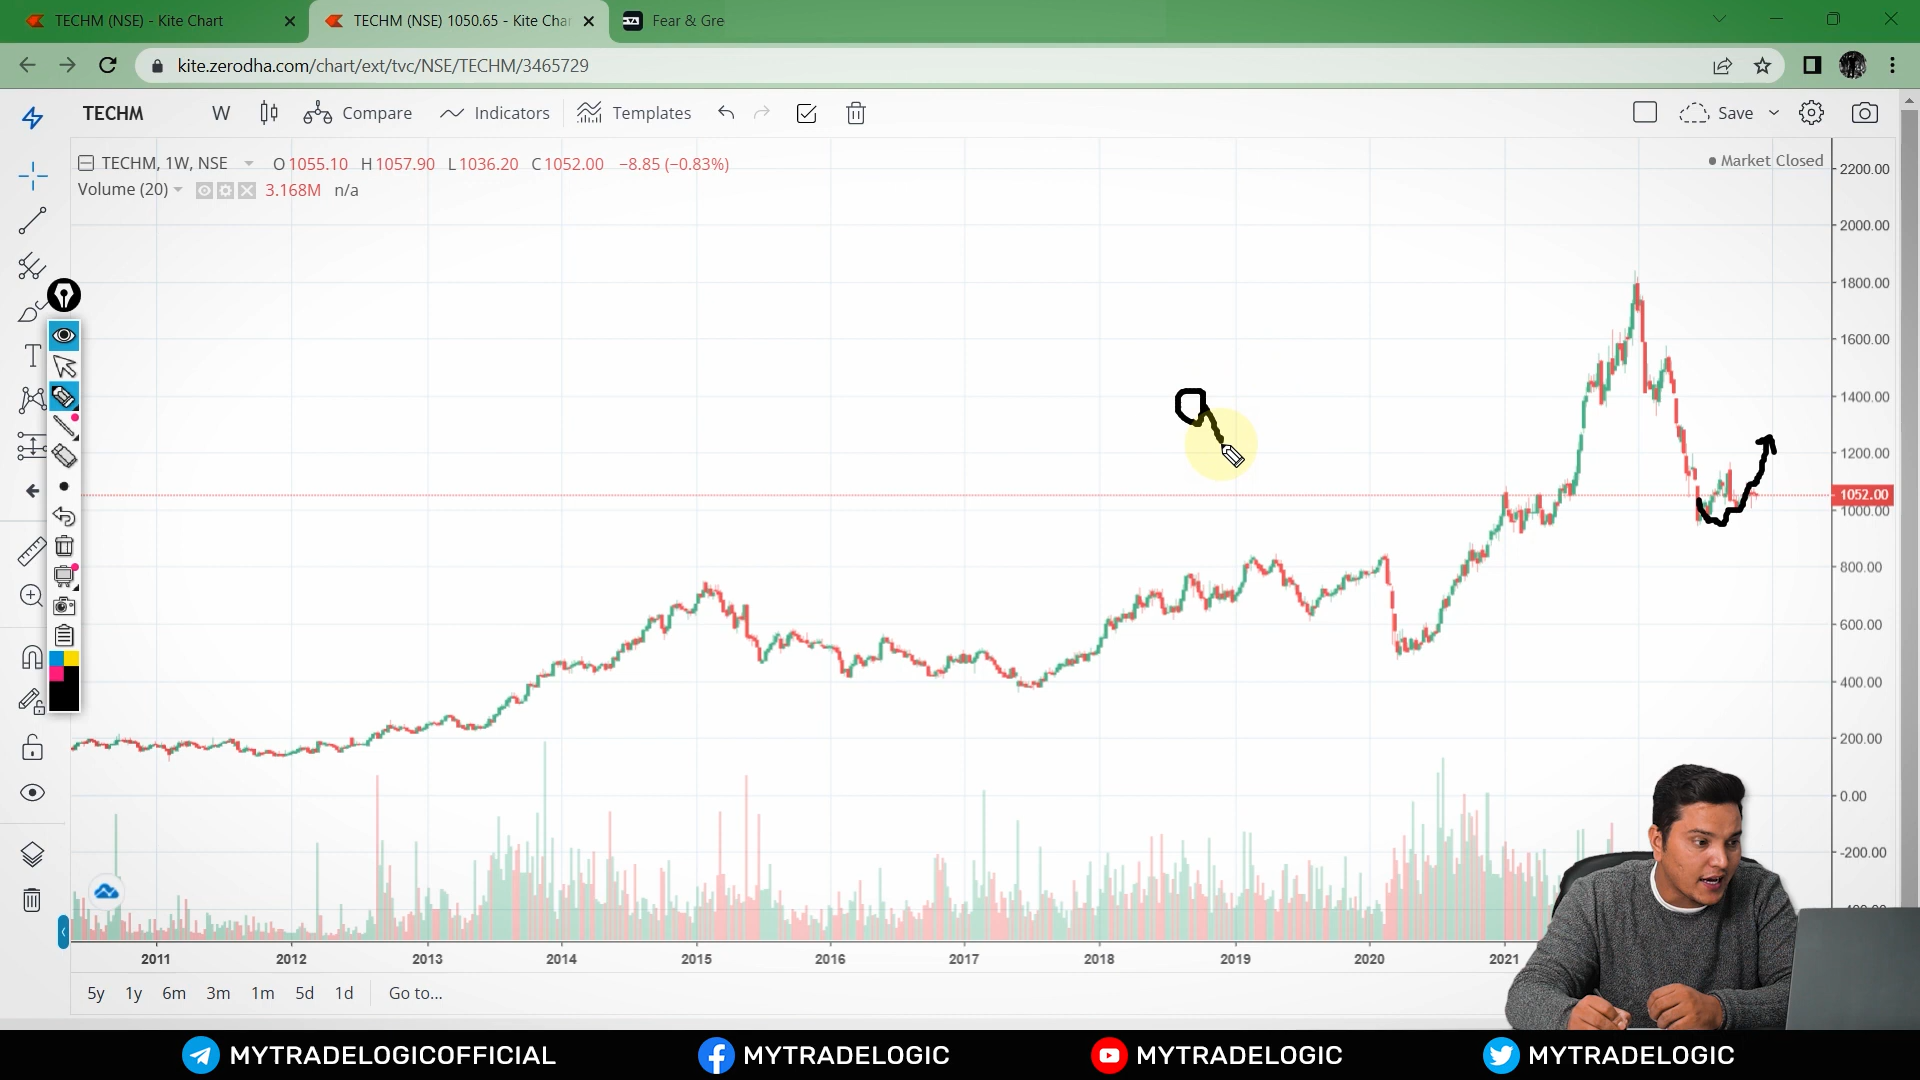 TECHM (NSE) - Kite Chart
TECHM (NSE) 1050.65 - Kite Char
Fear & Gre
kite.zerodha.com/chart/ext/tvc/NSE/TECHM/3465729
TECHM W Compare Indicators Templates Save
TECHM, 1W, NSE O1055.10 H1057.90 L1036.20 C1052.00 −8.85 (−0.83%)
Market Closed
Volume (20) 3.168M n/a
2200.00
2000.00
1800.00
1600.00
1400.00
1200.00
1052.00
1000.00
800.00
600.00
400.00
200.00
0.00
-200.00
2011 2012 2013 2014 2015 2016 2017 2018 2019 2020 2021
5y 1y 6m 3m 1m 5d 1d Go to...
MYTRADELOGICOFFICIAL MYTRADELOGIC MYTRADELOGIC MYTRADELOGIC